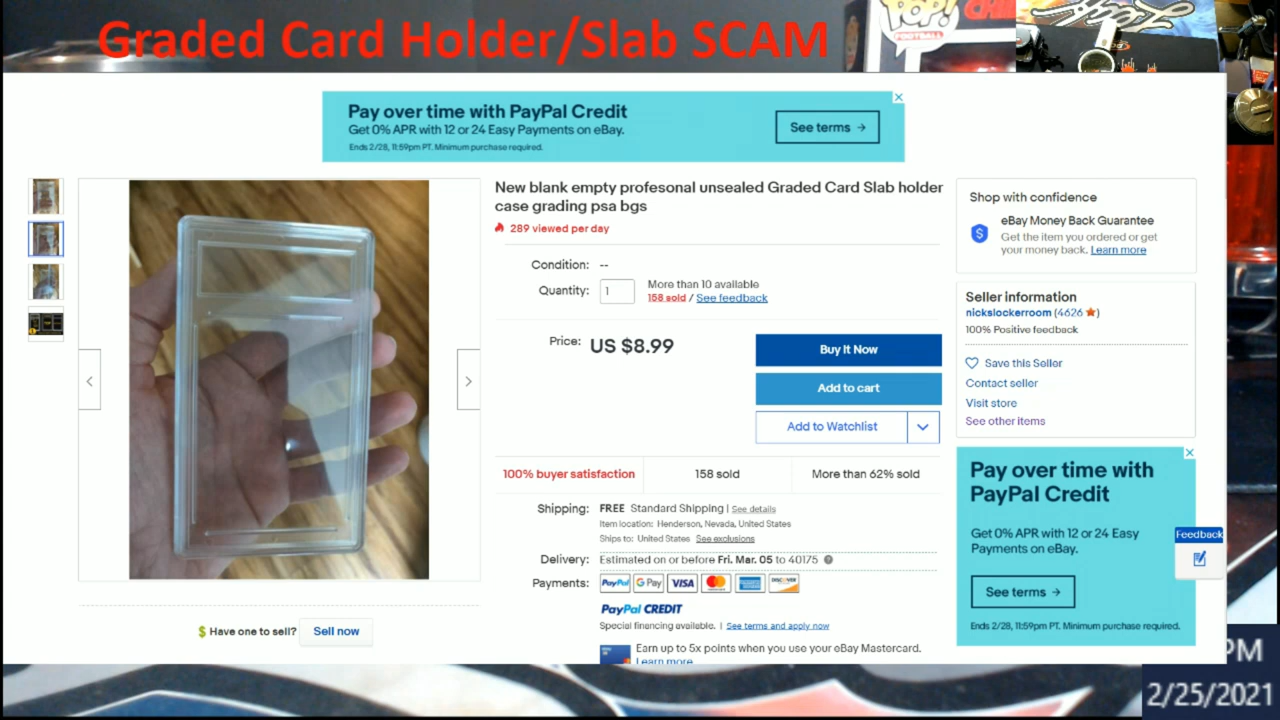 Graded Card Holder/Slab SCAM
POP!
FOOTBALL
Pay over time with PayPal Credit
Get 0% APR with 12 or 24 Easy Payments on eBay.
Ends 2/28, 11:59pm PT. Minimum purchase required.
See terms →
New blank empty profesonal unsealed Graded Card Slab holder
case grading psa bgs
289 viewed per day
Condition: --
Quantity: 1
More than 10 available
158 sold / See feedback
Price: US $8.99
Buy It Now
Add to cart
Add to Watchlist
100% buyer satisfaction
158 sold
More than 62% sold
Shipping: FREE Standard Shipping | See details
Item location: Henderson, Nevada, United States
Ships to: United States See exclusions
Delivery: Estimated on or before Fri. Mar. 05 to 40175
Payments: PayPal G Pay VISA DISCOVER
PayPal CREDIT
Special financing available. | See terms and apply now
Earn up to 5x points when you use your eBay Mastercard.
Learn more
$ Have one to sell? Sell now
Shop with confidence
eBay Money Back Guarantee
Get the item you ordered or get
your money back. Learn more
Seller information
nickslockerroom (4626)
100% Positive feedback
Save this Seller
Contact seller
Visit store
See other items
Pay over time with
PayPal Credit
Get 0% APR with 12 or 24 Easy
Payments on eBay.
See terms →
Ends 2/28, 11:59pm PT. Minimum purchase required.
Feedback
PM
2/25/2021